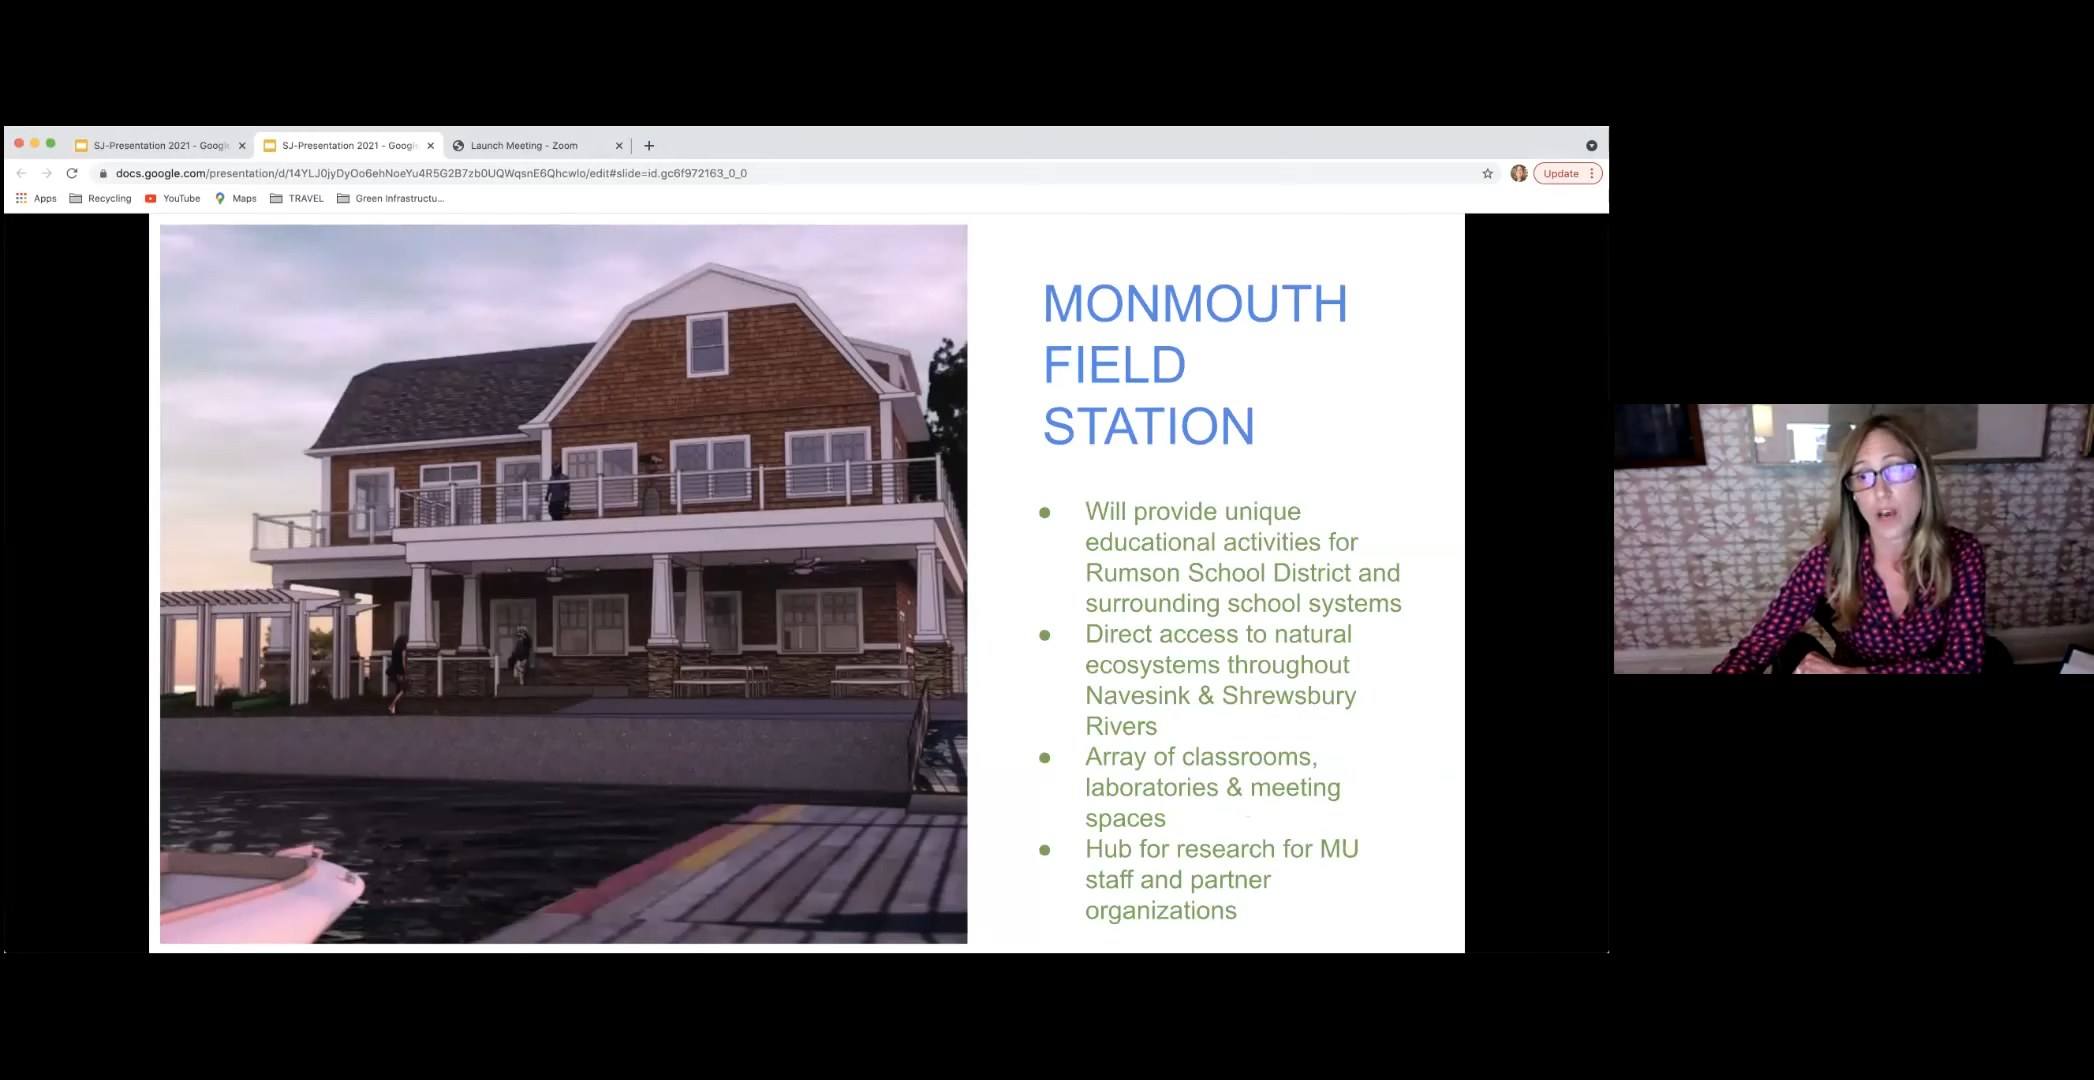 SJ-Presentation 2021 - Googl
SJ-Presentation 2021 - Googl
Launch Meeting - Zoom
docs.google.com/presentation/d/14YLJ0jyDyOo6ehNoeYu4R5G2B7zb0UQWqsnE6Qhcwlo/edit#slide=id.gc6f972163_0_0
Update
Apps
Recycling
YouTube
Maps
TRAVEL
Green Infrastructu...
MONMOUTH
FIELD
STATION
● Will provide unique
educational activities for
Rumson School District and
surrounding school systems
● Direct access to natural
ecosystems throughout
Navesink & Shrewsbury
Rivers
● Array of classrooms,
laboratories & meeting
spaces
● Hub for research for MU
staff and partner
organizations